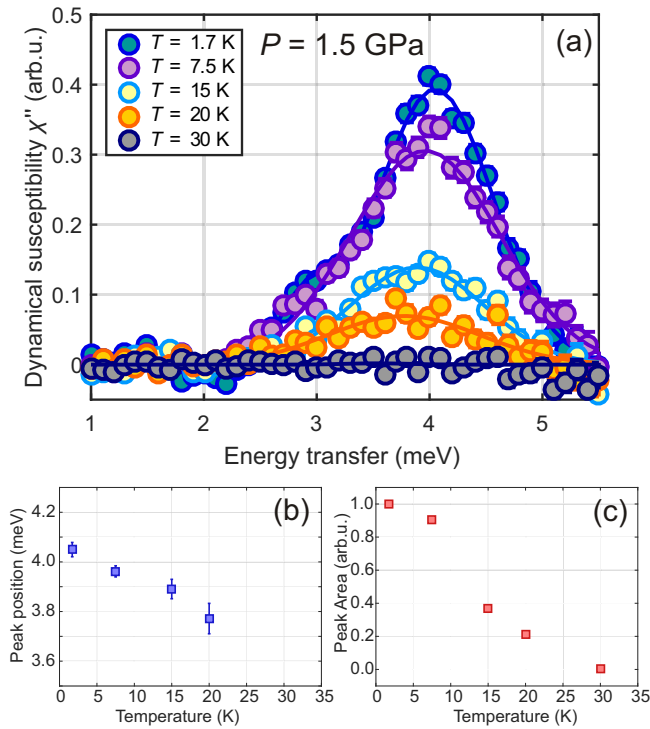 P = 1.5 GPa
(a)
T = 1.7 K
T = 7.5 K
T = 15 K
T = 20 K
T = 30 K
Dynamical susceptibility χ'' (arb.u.)
0.5
0.4
0.3
0.2
0.1
0
1 2 3 4 5
Energy transfer (meV)
(b)
Peak position (meV)
4.2
4.0
3.8
3.6
0 5 10 15 20 25 30 35
Temperature (K)
(c)
Peak Area (arb.u.)
1.0
0.8
0.6
0.4
0.2
0.0
0 5 10 15 20 25 30 35
Temperature (K)